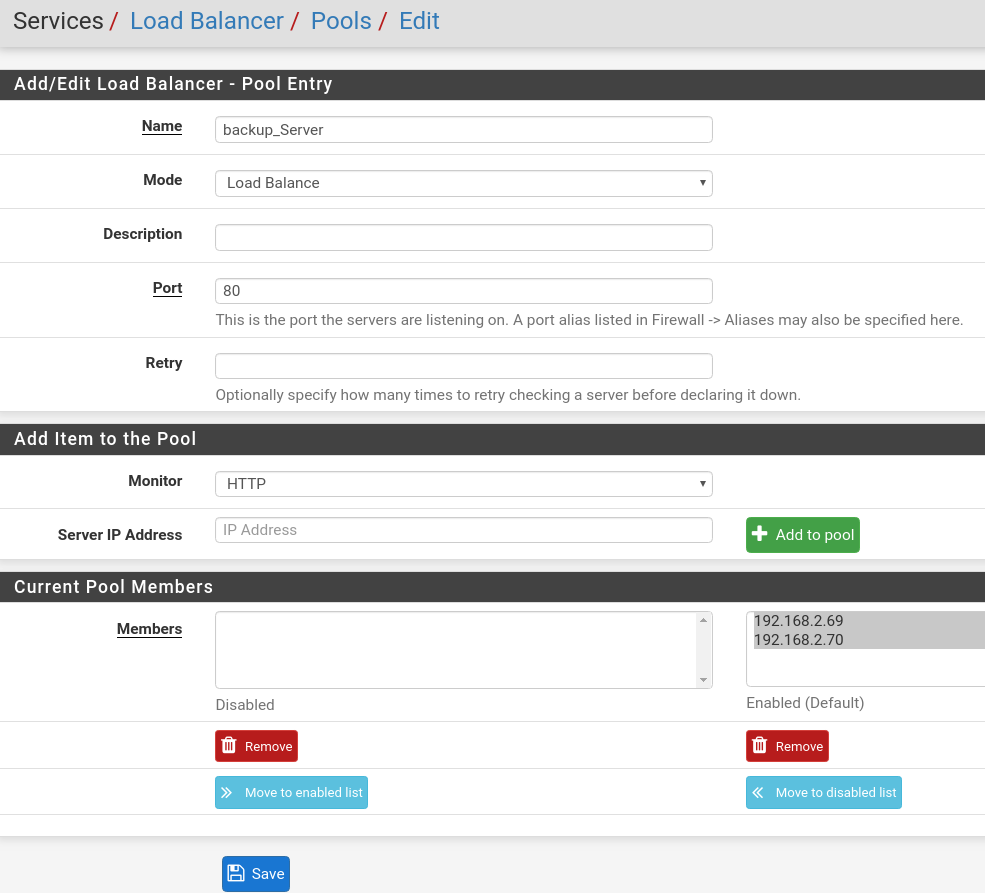 Services / Load Balancer / Pools / Edit
Add/Edit Load Balancer - Pool Entry
Name
backup_Server
Mode
Load Balance
Description
Port
80
This is the port the servers are listening on. A port alias listed in Firewall -> Aliases may also be specified here.
Retry
Optionally specify how many times to retry checking a server before declaring it down.
Add Item to the Pool
Monitor
HTTP
Server IP Address
IP Address
Add to pool
Current Pool Members
Members
192.168.2.69
192.168.2.70
Disabled
Enabled (Default)
Remove
Remove
Move to enabled list
Move to disabled list
Save